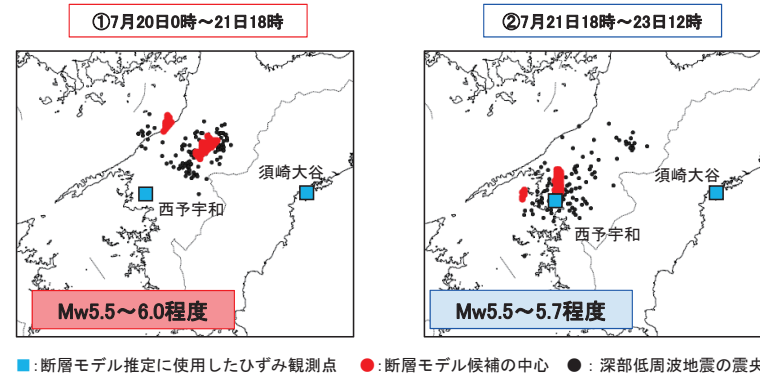 ①7月20日0時～21日18時
②7月21日18時～23日12時
須崎大谷
西予宇和
Mw5.5～6.0程度
須崎大谷
西予宇和
Mw5.5～5.7程度
■:断層モデル推定に使用したひずみ観測点 ●:断層モデル候補の中心 ●:深部低周波地震の震央